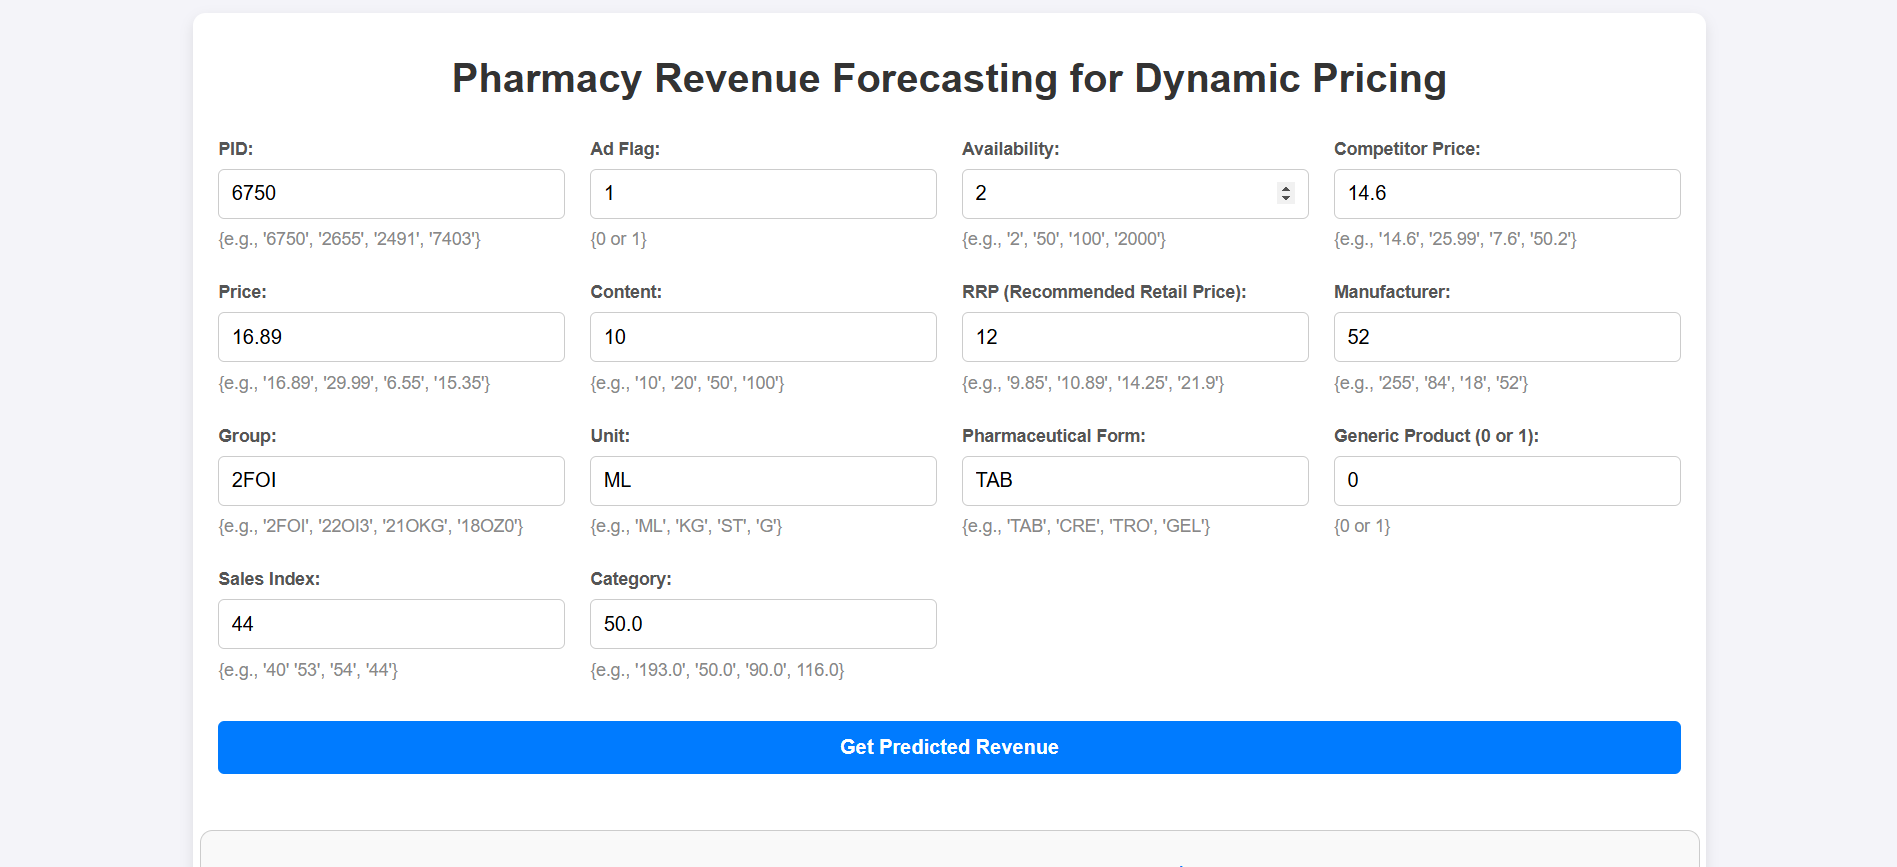 Pharmacy Revenue Forecasting for Dynamic Pricing
PID: Ad Flag: Availability: Competitor Price:
6750 1 2 14.6
{e.g., '6750', '2655', '2491', '7403'} {0 or 1} {e.g., '2', '50', '100', '2000'} {e.g., '14.6', '25.99', '7.6', '50.2'}
Price: Content: RRP (Recommended Retail Price): Manufacturer:
16.89 10 12 52
{e.g., '16.89', '29.99', '6.55', '15.35'} {e.g., '10', '20', '50', '100'} {e.g., '9.85', '10.89', '14.25', '21.9'} {e.g., '255', '84', '18', '52'}
Group: Unit: Pharmaceutical Form: Generic Product (0 or 1):
2FOI ML TAB 0
{e.g., '2FOI', '22OI3', '21OKG', '18OZ0'} {e.g., 'ML', 'KG', 'ST', 'G'} {e.g., 'TAB', 'CRE', 'TRO', 'GEL'} {0 or 1}
Sales Index: Category:
44 50.0
{e.g., '40' '53', '54', '44'} {e.g., '193.0', '50.0', '90.0', 116.0}
Get Predicted Revenue